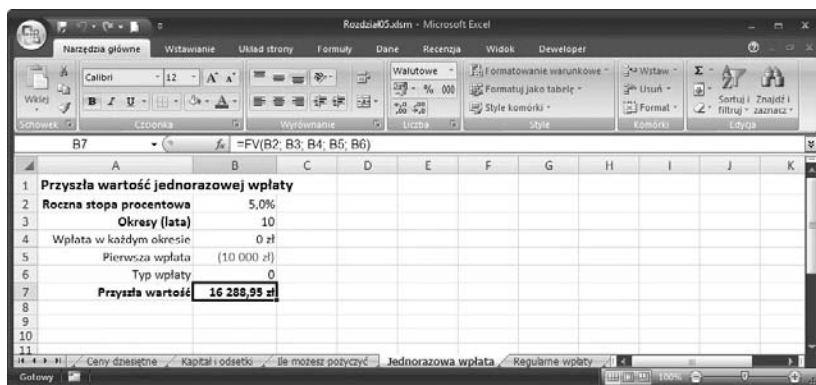 Rozdział05.xlsm - Microsoft Excel
Narzędzia główne Wstawianie Układ strony Formuły Dane Recenzja Widok Deweloper
Wklej
Calibri 12 A A
B I U A
Walutowe
% 000
Formatowanie warunkowe
Formatuj jako tabelę
Style komórki
Wstaw
Usuń
Format
Σ
Sortuj i filtruj
Znajdź i zaznacz
Schowek Czcionka Wyrównanie Liczba Style Komórki Edycja
B7 fx =FV(B2; B3; B4; B5; B6)
A B C D E F G H I J K
1 Przyszła wartość jednorazowej wpłaty
2 Roczna stopa procentowa 5,0%
3 Okresy (lata) 10
4 Wpłata w każdym okresie 0 zł
5 Pierwsza wpłata (10 000 zł)
6 Typ wpłaty 0
7 Przyszła wartość 16 288,95 zł
8
9
10
11
Ceny dziesiętne Kapitał i odsetki Ile możesz pożyczyć Jednorazowa wpłata Regularne wpłaty
Gotowy 100%